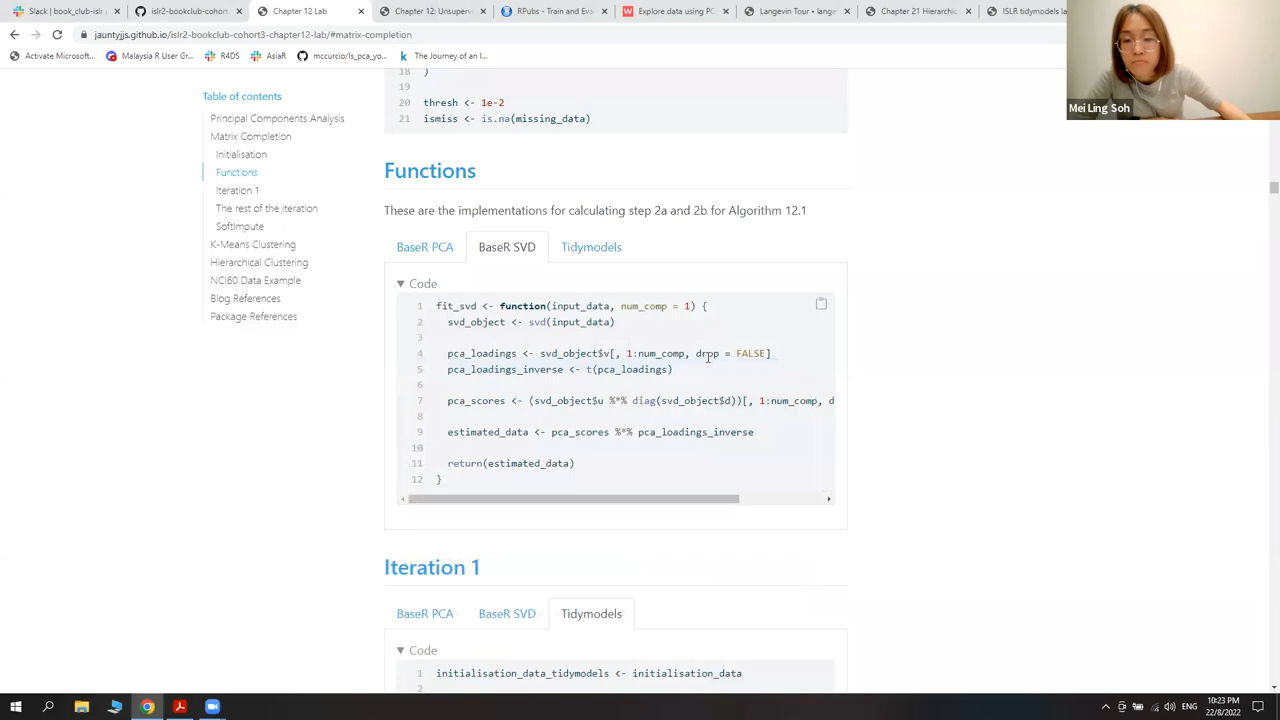 Slack | book_club-isl
islr2-bookclub-cohort
Chapter 12 Lab
Chapter 12: Unsuperv
RPubs - Train and Eva
Explore data using PC
Langevin Tour • lange
Chapter 21 Hierarchic
ISLR tidymodels la
jauntyjjs.github.io/islr2-bookclub-cohort3-chapter12-lab/#matrix-completion
Activate Microsoft...
Malaysia R User Gr...
R4DS
AsiaR
mccurcio/Is_pca_yo...
The Journey of an I...
Mei Ling Soh
Table of contents
Principal Components Analysis
Matrix Completion
Initialisation
Functions
Iteration 1
The rest of the iteration
SoftImpute
K-Means Clustering
Hierarchical Clustering
NCI60 Data Example
Blog References
Package References
18 )
19
20 thresh <- 1e-2
21 ismiss <- is.na(missing_data)
Functions
These are the implementations for calculating step 2a and 2b for Algorithm 12.1
BaseR PCA
BaseR SVD
Tidymodels
Code
1 fit_svd <- function(input_data, num_comp = 1) {
2 svd_object <- svd(input_data)
3
4 pca_loadings <- svd_object$v[, 1:num_comp, drop = FALSE]
5 pca_loadings_inverse <- t(pca_loadings)
6
7 pca_scores <- (svd_object$u %*% diag(svd_object$d))[, 1:num_comp, d
8
9 estimated_data <- pca_scores %*% pca_loadings_inverse
10
11 return(estimated_data)
12 }
Iteration 1
BaseR PCA
BaseR SVD
Tidymodels
Code
1 initialisation_data_tidymodels <- initialisation_data
2
10:23 PM
22/8/2022